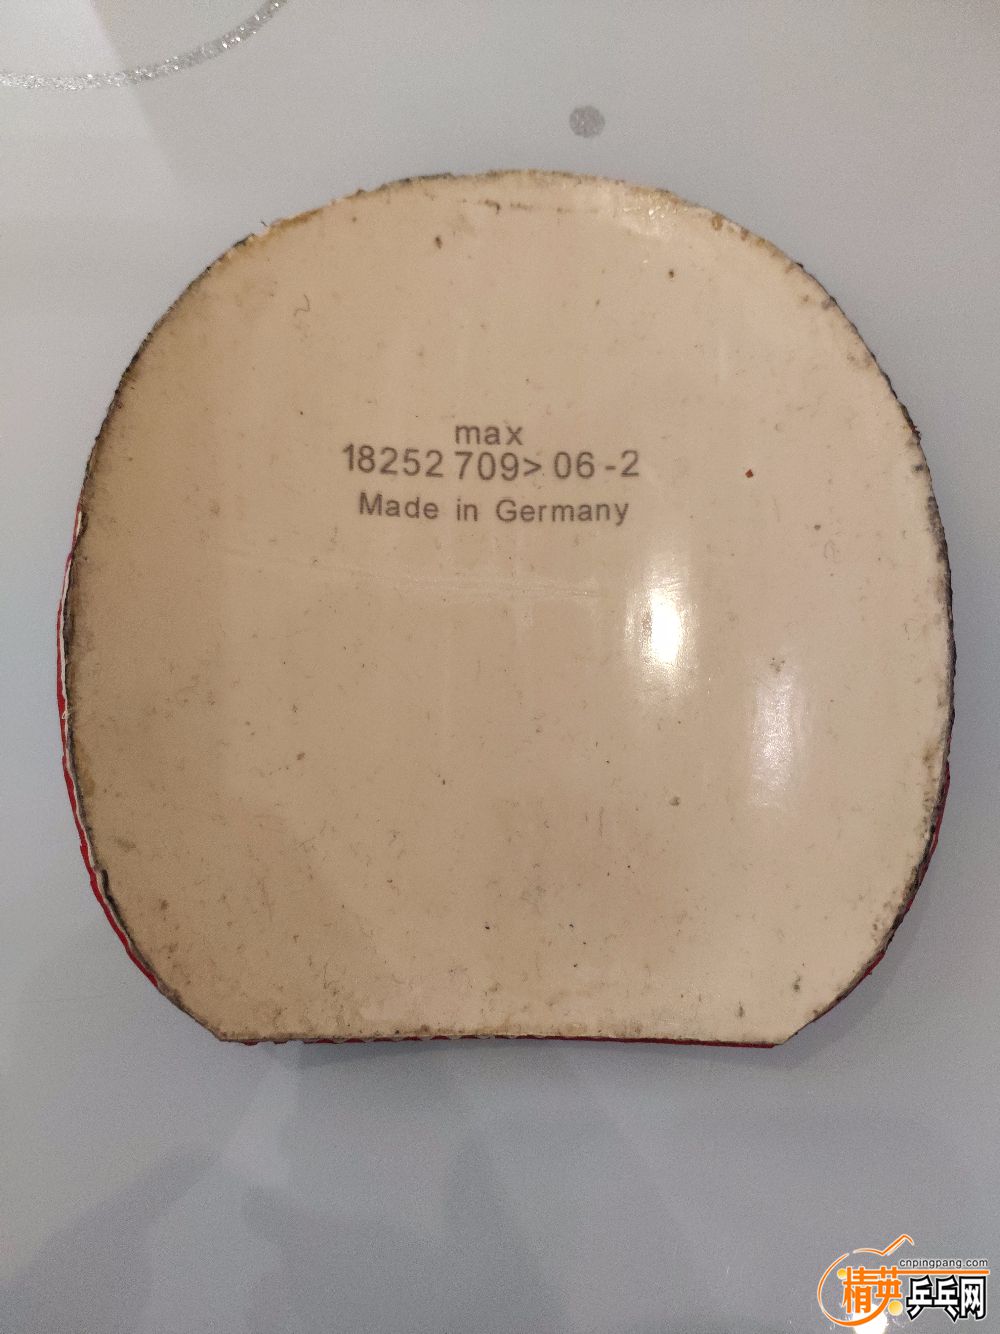 max
18252 709> 06-2
Made in Germany
cnpingpang.com
精英乒乓网